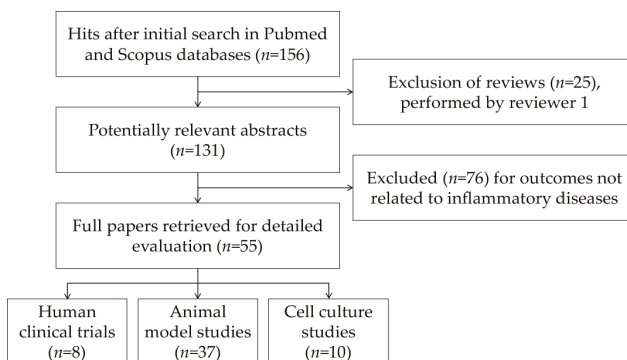 Hits after initial search in Pubmed
and Scopus databases (n=156)
Exclusion of reviews (n=25),
performed by reviewer 1
Potentially relevant abstracts
(n=131)
Excluded (n=76) for outcomes not
related to inflammatory diseases
Full papers retrieved for detailed
evaluation (n=55)
Human
clinical trials
(n=8)
Animal
model studies
(n=37)
Cell culture
studies
(n=10)